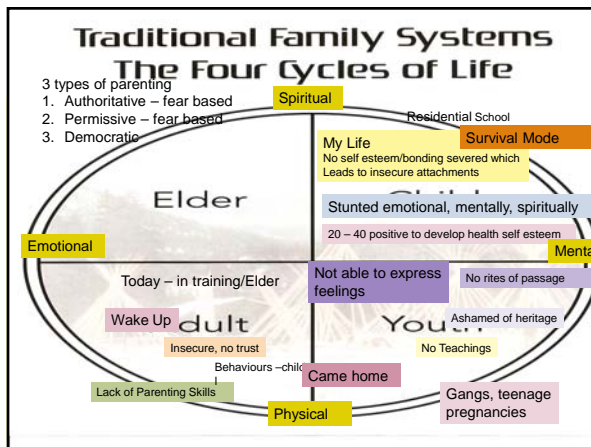 Traditional Family Systems
The Four Cycles of Life
3 types of parenting
1. Authoritative – fear based
2. Permissive – fear based
3. Democratic
Spiritual
Residential School
Survival Mode
My Life
No self esteem/bonding severed which
Leads to insecure attachments
Elder
Child
Stunted emotional, mentally, spiritually
20 – 40 positive to develop health self esteem
Emotional
Menta
Today – in training/Elder
Not able to express
feelings
No rites of passage
Wake Up
dult
Youth
Ashamed of heritage
Insecure, no trust
No Teachings
Behaviours –child
Came home
Lack of Parenting Skills
Physical
Gangs, teenage
pregnancies